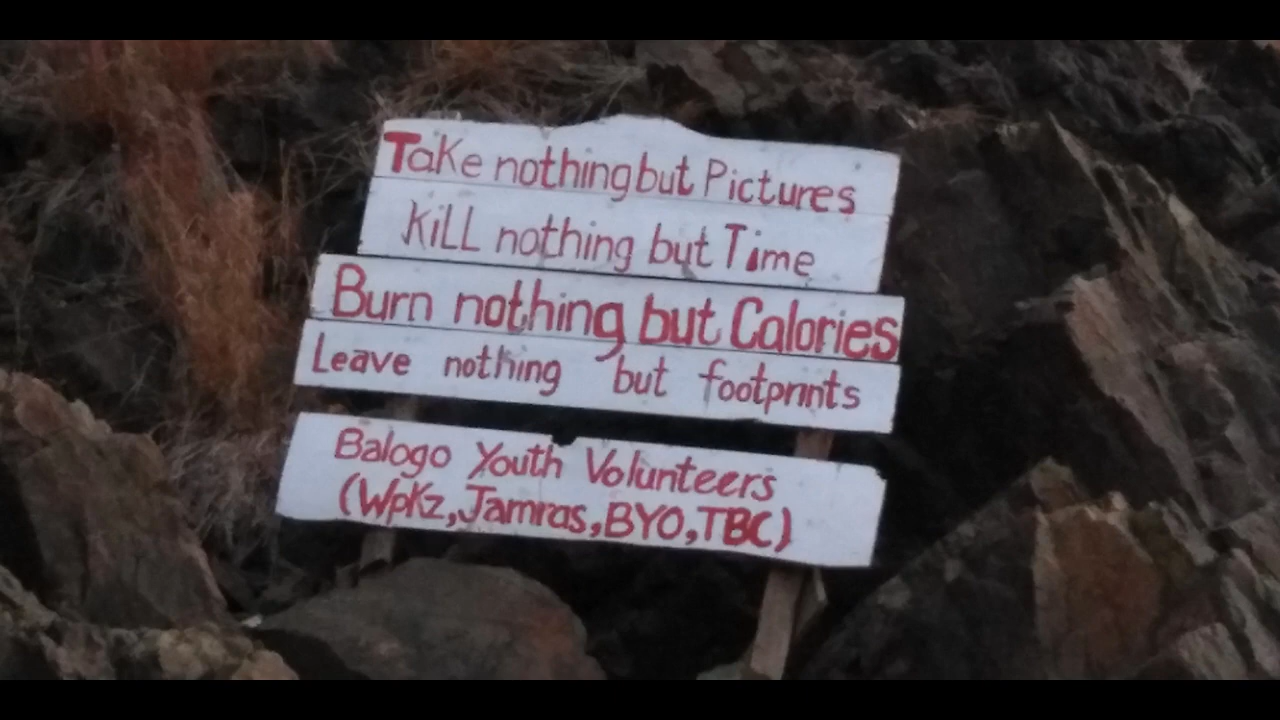 Take nothing but Pictures
KiLL nothing but Time
Burn nothing but Calories
Leave nothing but footprints
Balogo Youth Volunteers
(WpKz,Jamras,BYO,TBC)